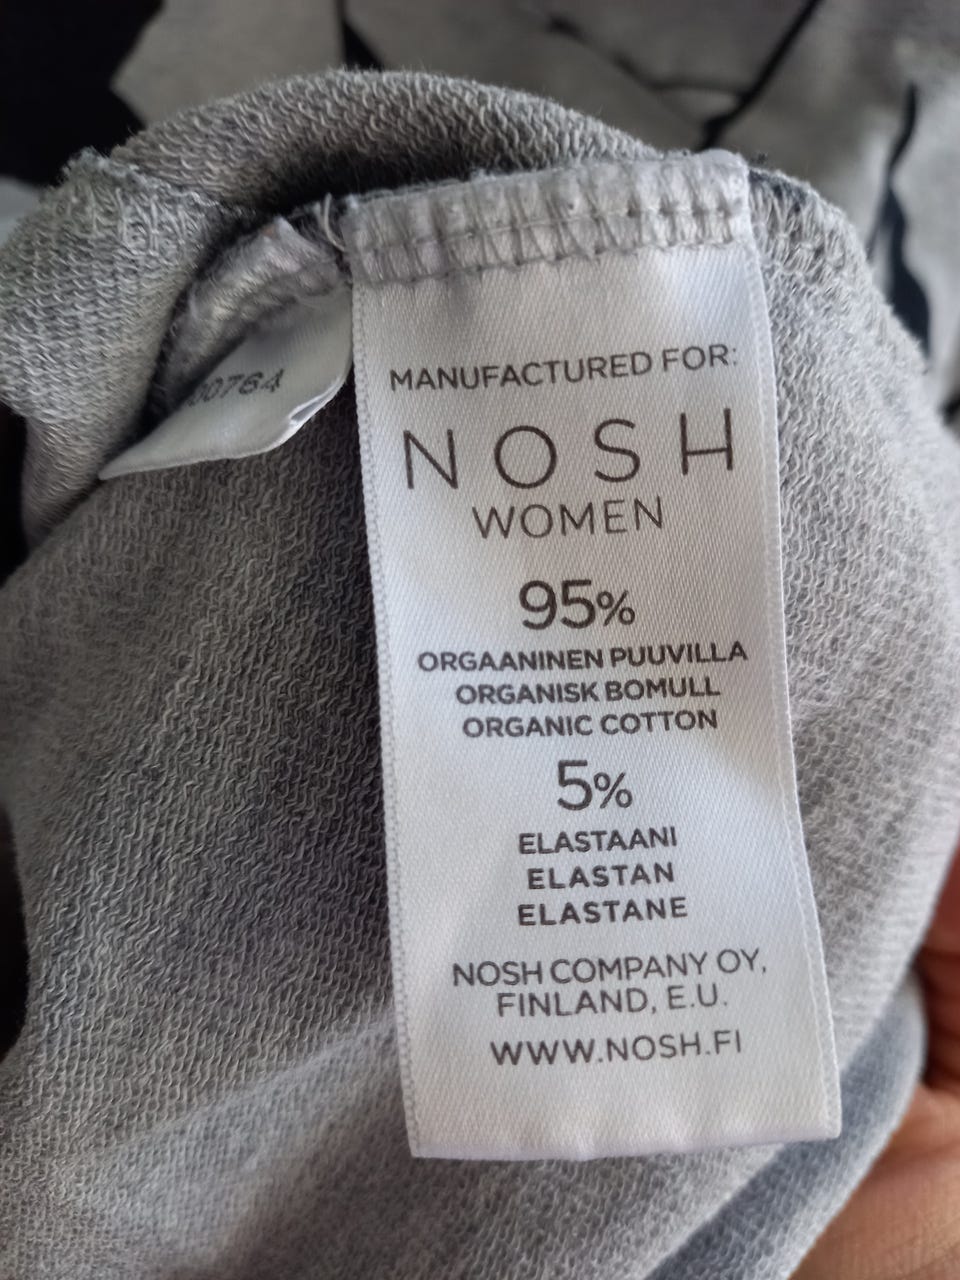 00764
MANUFACTURED FOR:
NOSH
WOMEN
95%
ORGAANINEN PUUVILLA
ORGANISK BOMULL
ORGANIC COTTON
5%
ELASTAANI
ELASTAN
ELASTANE
NOSH COMPANY OY,
FINLAND, E.U.
WWW.NOSH.FI